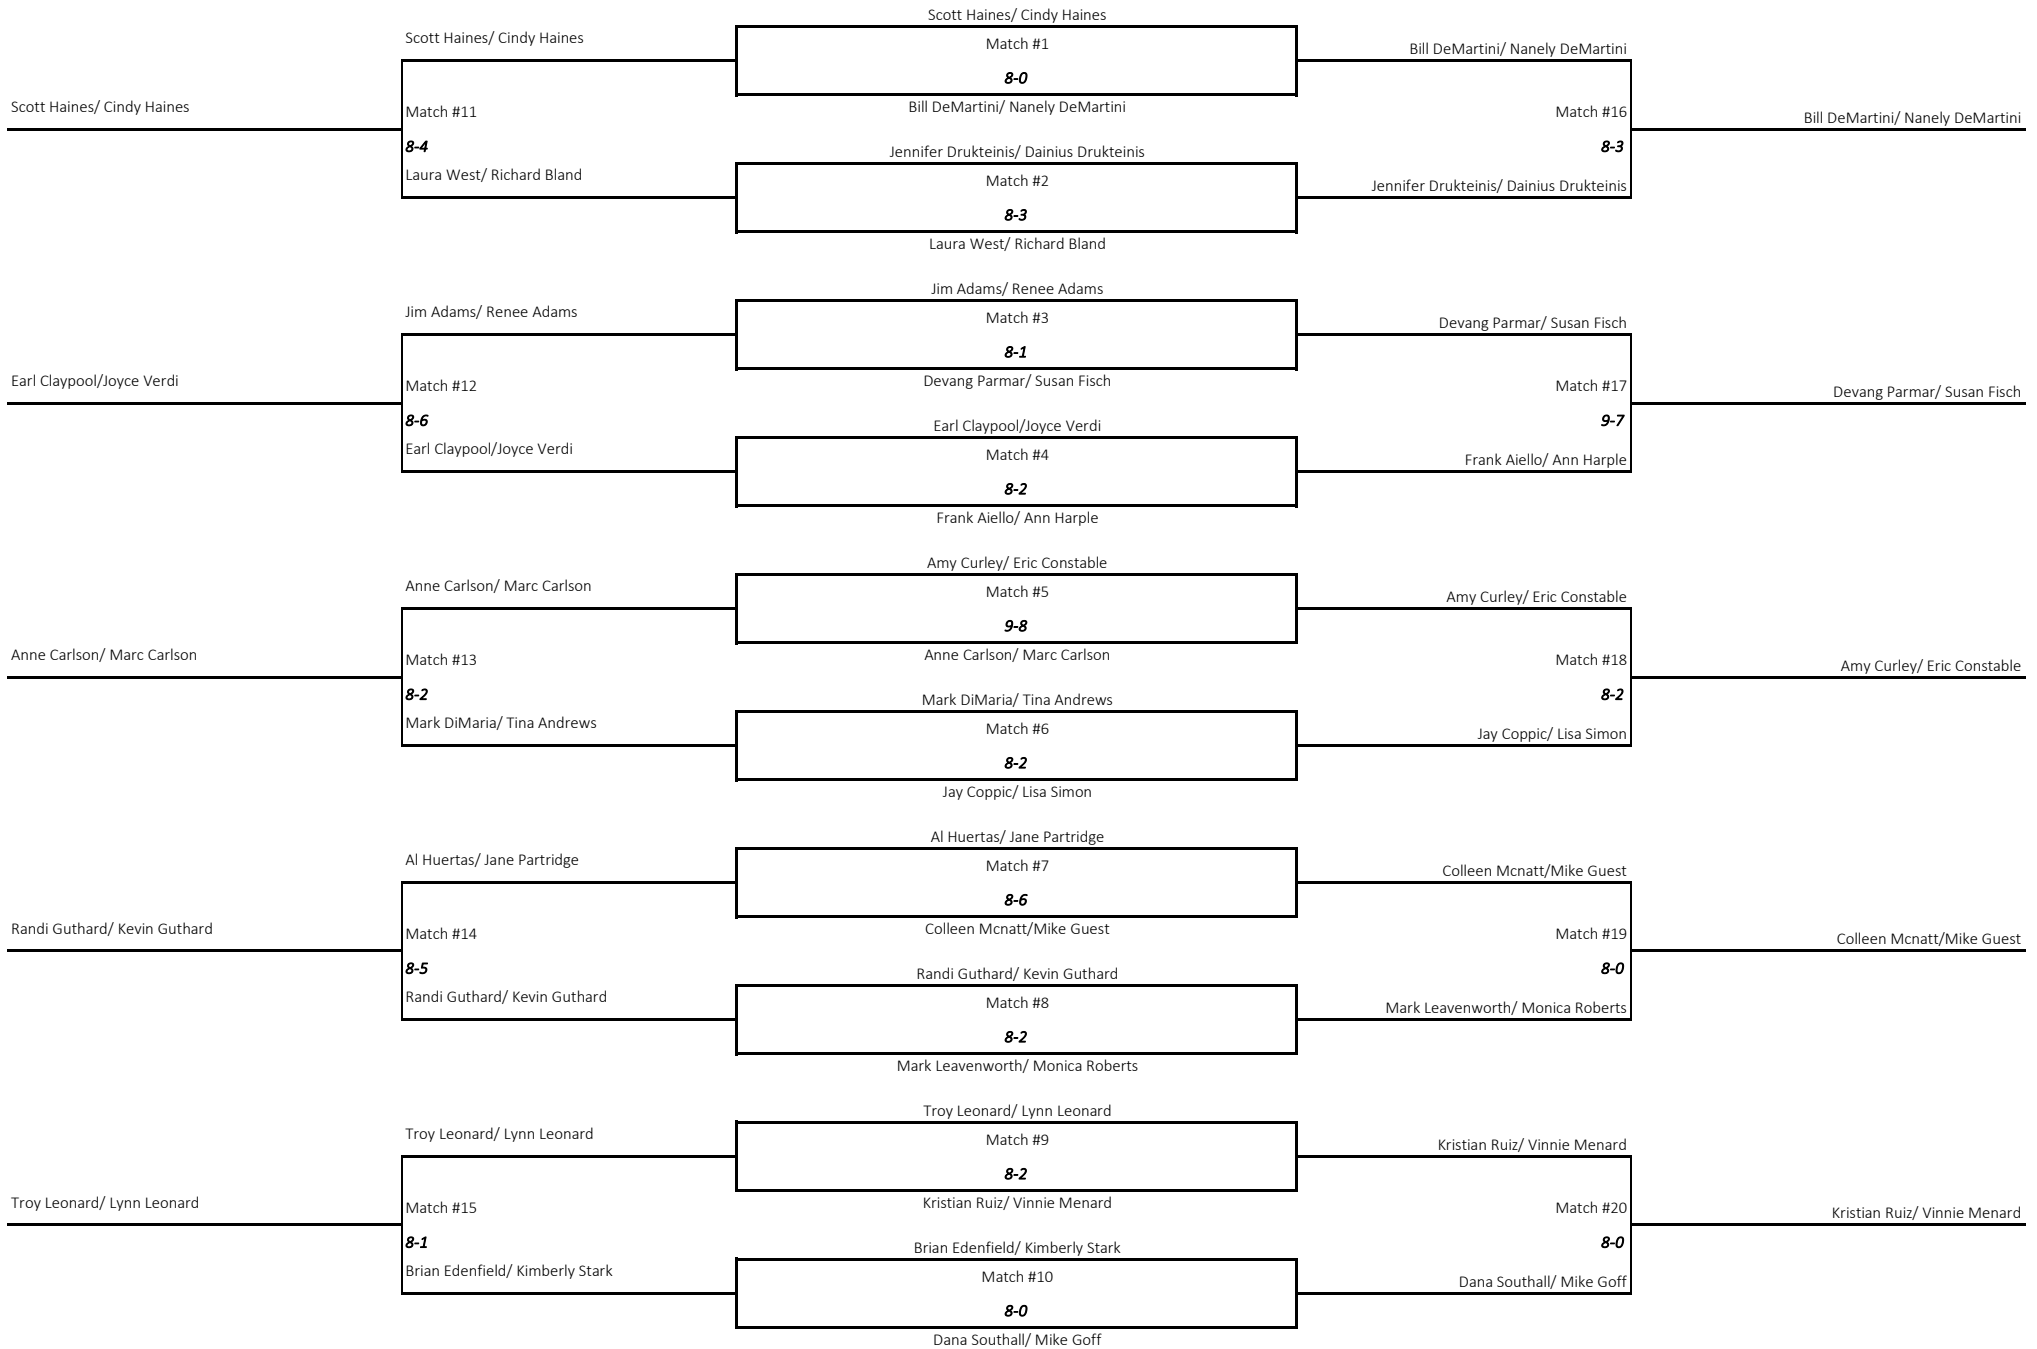 Scott Haines/ Cindy Haines
Scott Haines/ Cindy Haines
Match #1
Bill DeMartini/ Nanely DeMartini
8-0
Scott Haines/ Cindy Haines
Match #11
Bill DeMartini/ Nanely DeMartini
Match #16
Bill DeMartini/ Nanely DeMartini
8-4
Jennifer Drukteinis/ Dainius Drukteinis
8-3
Laura West/ Richard Bland
Match #2
Jennifer Drukteinis/ Dainius Drukteinis
8-3
Laura West/ Richard Bland
Jim Adams/ Renee Adams
Jim Adams/ Renee Adams
Match #3
Devang Parmar/ Susan Fisch
8-1
Earl Claypool/Joyce Verdi
Match #12
Devang Parmar/ Susan Fisch
Match #17
Devang Parmar/ Susan Fisch
8-6
Earl Claypool/Joyce Verdi
9-7
Earl Claypool/Joyce Verdi
Match #4
Frank Aiello/ Ann Harple
8-2
Frank Aiello/ Ann Harple
Amy Curley/ Eric Constable
Anne Carlson/ Marc Carlson
Match #5
Amy Curley/ Eric Constable
9-8
Anne Carlson/ Marc Carlson
Match #13
Anne Carlson/ Marc Carlson
Match #18
Amy Curley/ Eric Constable
8-2
Mark DiMaria/ Tina Andrews
8-2
Mark DiMaria/ Tina Andrews
Match #6
Jay Coppic/ Lisa Simon
8-2
Jay Coppic/ Lisa Simon
Al Huertas/ Jane Partridge
Al Huertas/ Jane Partridge
Match #7
Colleen Mcnatt/Mike Guest
8-6
Randi Guthard/ Kevin Guthard
Match #14
Colleen Mcnatt/Mike Guest
Match #19
Colleen Mcnatt/Mike Guest
8-5
Randi Guthard/ Kevin Guthard
8-0
Randi Guthard/ Kevin Guthard
Match #8
Mark Leavenworth/ Monica Roberts
8-2
Mark Leavenworth/ Monica Roberts
Troy Leonard/ Lynn Leonard
Troy Leonard/ Lynn Leonard
Match #9
Kristian Ruiz/ Vinnie Menard
8-2
Troy Leonard/ Lynn Leonard
Match #15
Kristian Ruiz/ Vinnie Menard
Match #20
Kristian Ruiz/ Vinnie Menard
8-1
Brian Edenfield/ Kimberly Stark
8-0
Brian Edenfield/ Kimberly Stark
Match #10
Dana Southall/ Mike Goff
8-0
Dana Southall/ Mike Goff